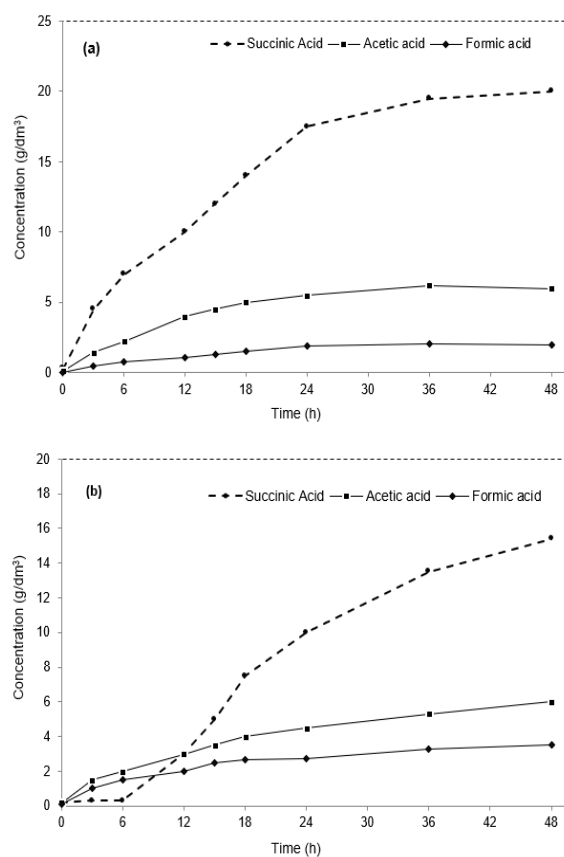 25
(a)
Succinic Acid Acetic acid Formic acid
20
15
10
5
0
Concentration (g/dm³)
0 6 12 18 24 30 36 42 48
Time (h)
20
(b)
Succinic Acid Acetic acid Formic acid
18
16
14
12
10
8
6
4
2
0
Concentration (g/dm³)
0 6 12 18 24 30 36 42 48
Time (h)